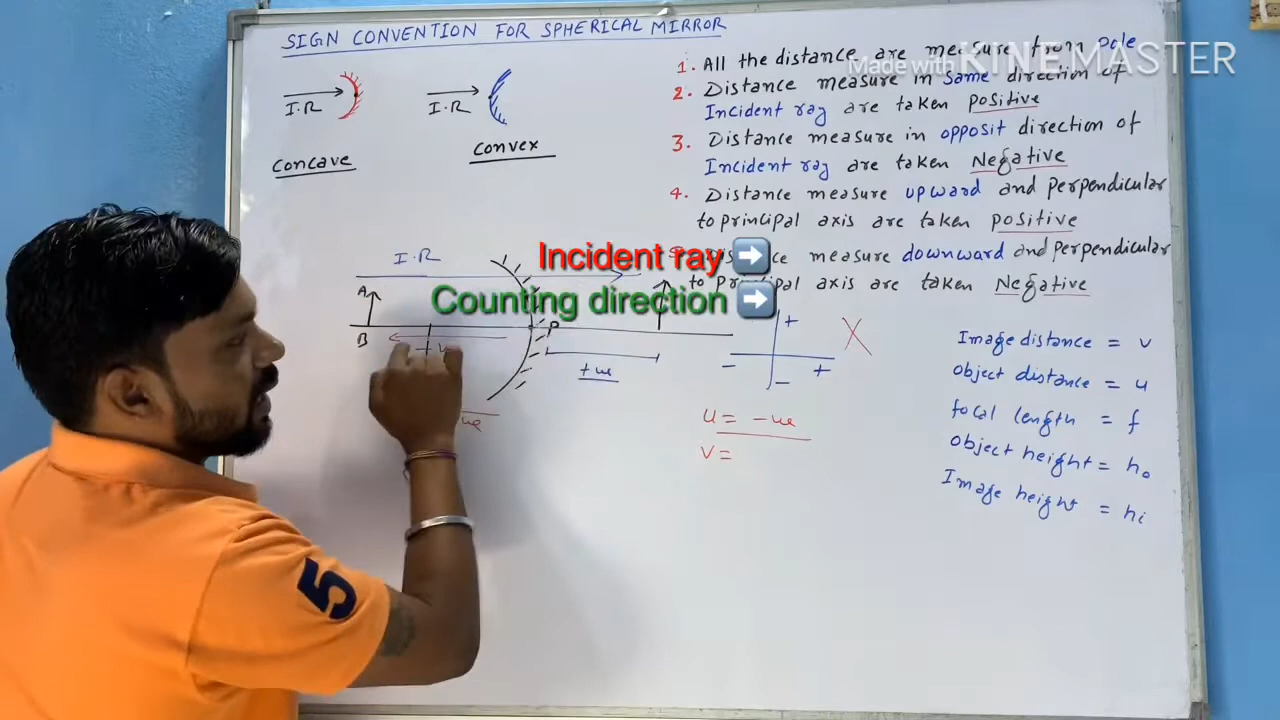 SIGN CONVENTION FOR SPHERICAL MIRROR
I.R
I.R
Concave
Convex
1. All the distance are measure from Pole
Made with KINEMASTER
2. Distance measure in same direction of
Incident ray are taken positive
3. Distance measure in opposit direction of
Incident ray are taken Negative
4. Distance measure upward and perpendicular
to principal axis are taken positive
measure downward and perpendicular
to principal axis are taken Negative
Incident ray
Counting direction
I.R
A
B
P
+ve
+
-
+
-
X
u = -ve
v =
Image distance = v
object distance = u
focal length = f
object height = ho
Image height = hi
5